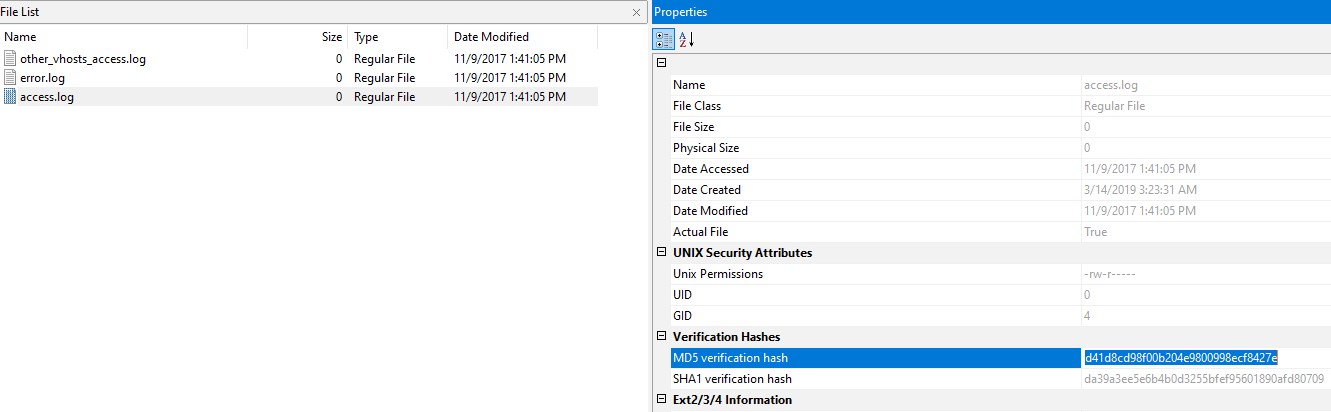 File List
Name Size Type Date Modified
other_vhosts_access.log 0 Regular File 11/9/2017 1:41:05 PM
error.log 0 Regular File 11/9/2017 1:41:05 PM
access.log 0 Regular File 11/9/2017 1:41:05 PM
Properties
Name access.log
File Class Regular File
File Size 0
Physical Size 0
Date Accessed 11/9/2017 1:41:05 PM
Date Created 3/14/2019 3:23:31 AM
Date Modified 11/9/2017 1:41:05 PM
Actual File True
UNIX Security Attributes
Unix Permissions -rw-r-----
UID 0
GID 4
Verification Hashes
MD5 verification hash d41d8cd98f00b204e9800998ecf8427e
SHA1 verification hash da39a3ee5e6b4b0d3255bfef95601890afd80709
Ext2/3/4 Information